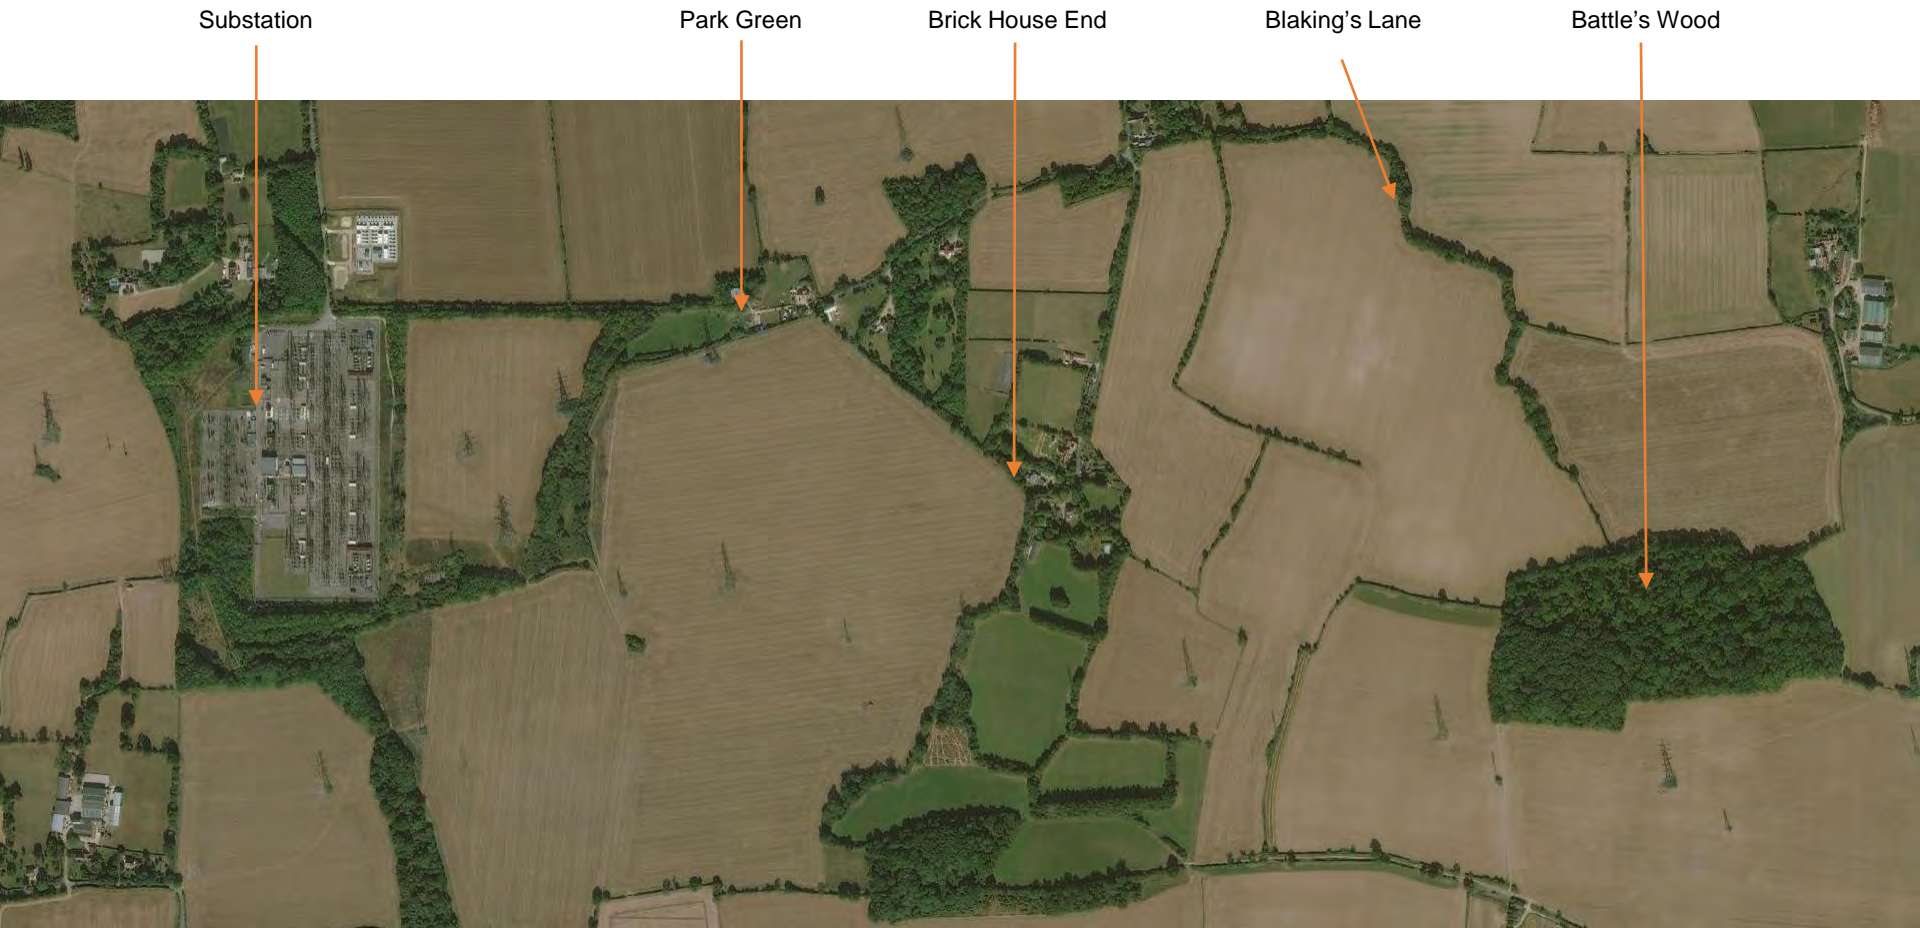 Substation
Park Green
Brick House End
Blaking's Lane
Battle's Wood